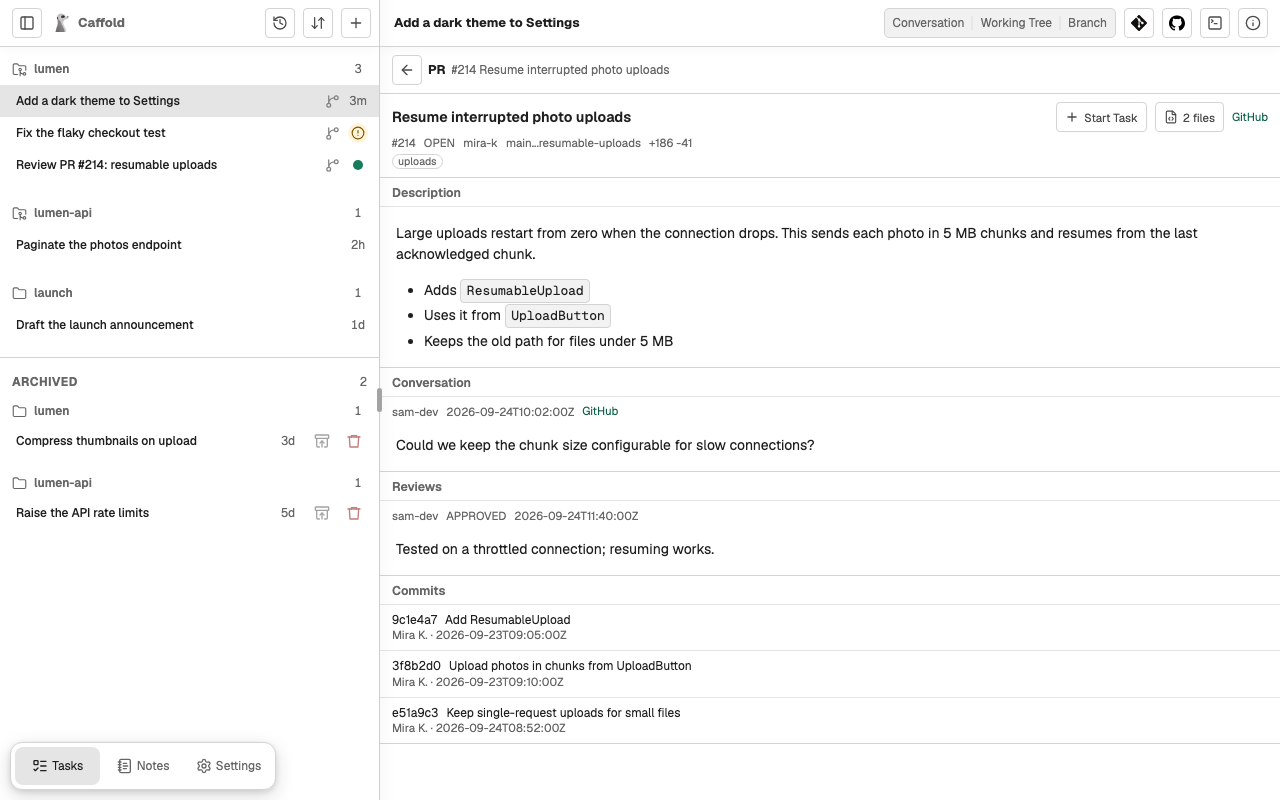 Caffold
lumen 3
Add a dark theme to Settings 3m
Fix the flaky checkout test
Review PR #214: resumable uploads
lumen-api 1
Paginate the photos endpoint 2h
launch 1
Draft the launch announcement 1d
ARCHIVED 2
lumen 1
Compress thumbnails on upload 3d
lumen-api 1
Raise the API rate limits 5d
Tasks Notes Settings
Add a dark theme to Settings Conversation Working Tree Branch
PR #214 Resume interrupted photo uploads
Resume interrupted photo uploads Start Task 2 files GitHub
#214 OPEN mira-k main…resumable-uploads +186 -41
uploads
Description
Large uploads restart from zero when the connection drops. This sends each photo in 5 MB chunks and resumes from the last
acknowledged chunk.
• Adds ResumableUpload
• Uses it from UploadButton
• Keeps the old path for files under 5 MB
Conversation
sam-dev 2026-09-24T10:02:00Z GitHub
Could we keep the chunk size configurable for slow connections?
Reviews
sam-dev APPROVED 2026-09-24T11:40:00Z
Tested on a throttled connection; resuming works.
Commits
9c1e4a7 Add ResumableUpload
Mira K. · 2026-09-23T09:05:00Z
3f8b2d0 Upload photos in chunks from UploadButton
Mira K. · 2026-09-23T09:10:00Z
e51a9c3 Keep single-request uploads for small files
Mira K. · 2026-09-24T08:52:00Z